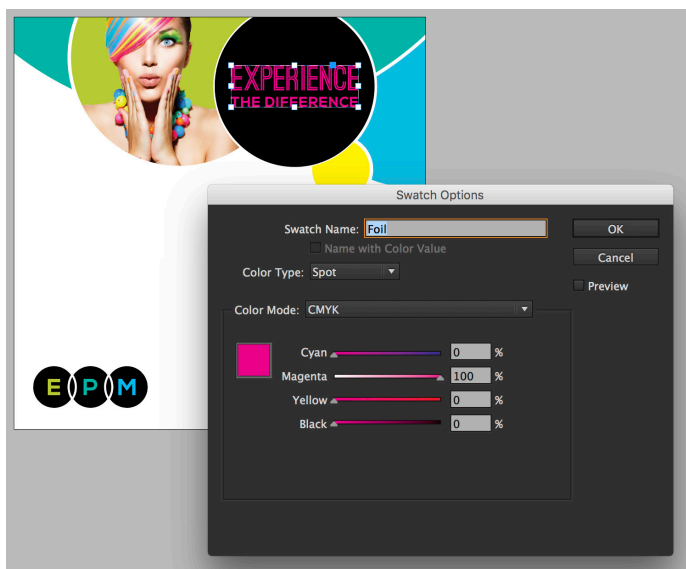 EXPERIENCE
THE DIFFERENCE
Swatch Options
Swatch Name: Foil
OK
Name with Color Value
Cancel
Color Type: Spot
Preview
Color Mode: CMYK
Cyan 0 %
Magenta 100 %
Yellow 0 %
Black 0 %
E P M